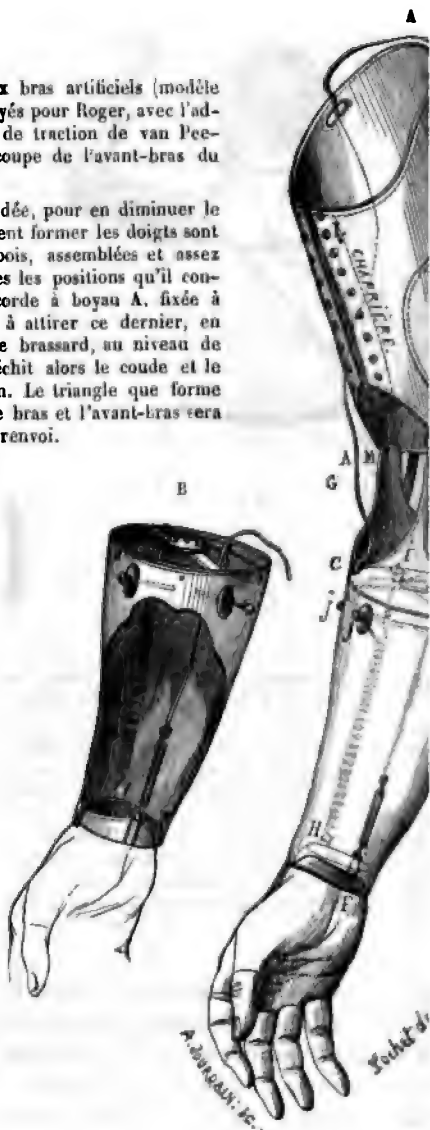 A
x bras artificiels (modèle
yés pour Roger, avec l'ad-
de traction de van Pee-
coupe de l'avant-bras du
dée, pour en diminuer le
ent former les doigts sont
bois, assemblées et assez
es les positions qu'il con-
corde à boyau A, fixée à
à attirer ce dernier, en
e brassard, au niveau de
échit alors le coude et le
n. Le triangle que forme
e bras et l'avant-bras sera
renvoi.
CHARRIÈRE
A M
G
B
C
j
H
F